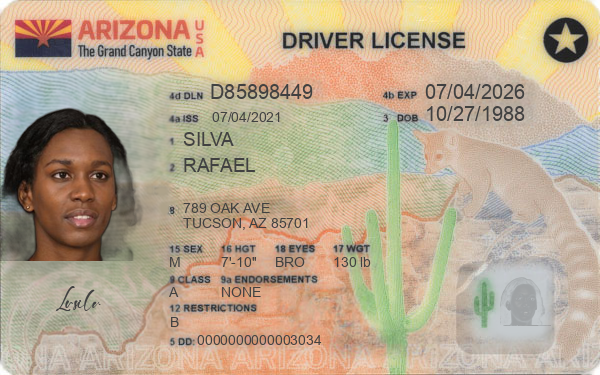 ARIZONA USA
The Grand Canyon State
DRIVER LICENSE
4d DLN D85898449
4b EXP 07/04/2026
4a ISS 07/04/2021
3 DOB 10/27/1988
1 SILVA
2 RAFAEL
8 789 OAK AVE
TUCSON, AZ 85701
15 SEX 16 HGT 18 EYES 17 WGT
M 7'-10" BRO 130 lb
9 CLASS 9a ENDORSEMENTS
A NONE
12 RESTRICTIONS
B
5 DD: 0000000000003034
ARIZONA ARIZONA ARIZONA ARIZONA